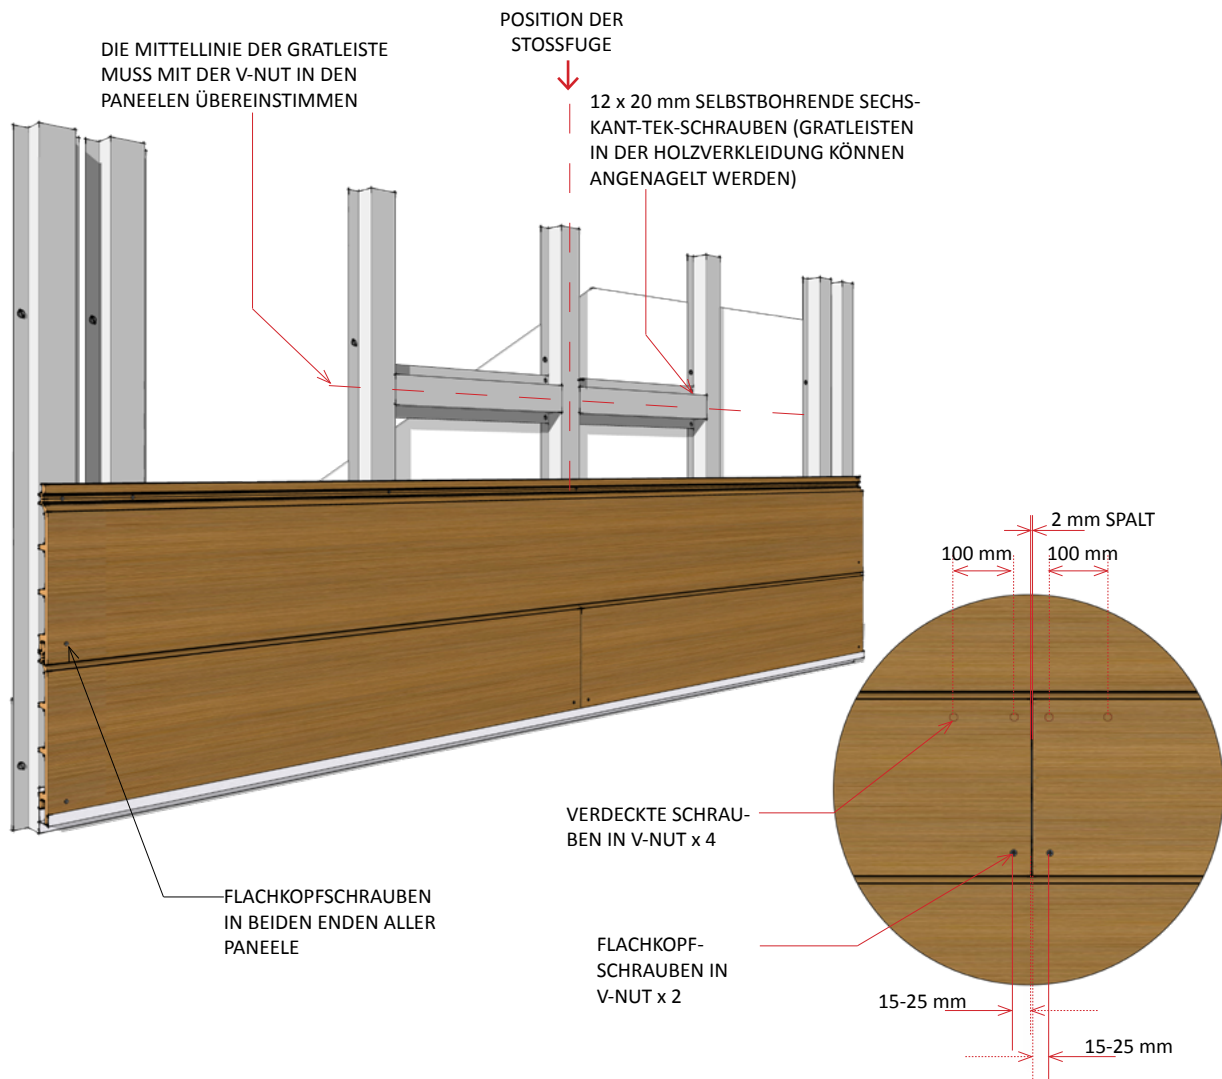 POSITION DER
STOSSFUGE
DIE MITTELLINIE DER GRATLEISTE
MUSS MIT DER V-NUT IN DEN
PANEELEN ÜBEREINSTIMMEN
12 x 20 mm SELBSTBOHRENDE SECHS-
KANT-TEK-SCHRAUBEN (GRATLEISTEN
IN DER HOLZVERKLEIDUNG KÖNNEN
ANGENAGELT WERDEN)
2 mm SPALT
100 mm
100 mm
VERDECKTE SCHRAU-
BEN IN V-NUT x 4
FLACHKOPFSCHRAUBEN
IN BEIDEN ENDEN ALLER
PANEELE
FLACHKOPF-
SCHRAUBEN IN
V-NUT x 2
15-25 mm
15-25 mm